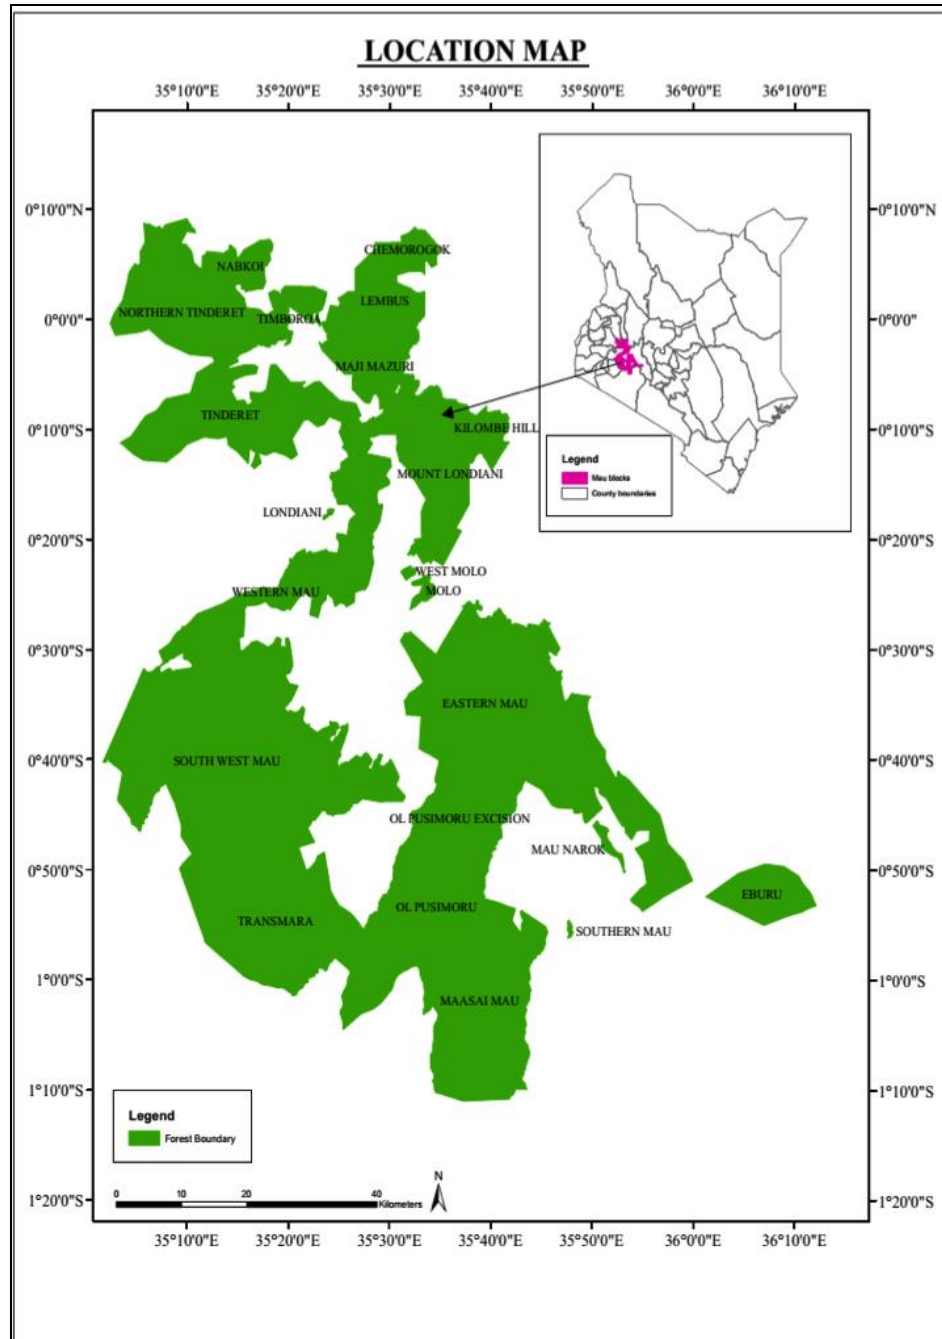 LOCATION MAP
35°10'0"E 35°20'0"E 35°30'0"E 35°40'0"E 35°50'0"E 36°0'0"E 36°10'0"E
0°10'0"N 0°10'0"N
CHEMOROGOK
NABKOI
LEMBUS
NORTHERN TINDERET
TIMBOROA
0°0'0" 0°0'0"
MAJI MAZURI
TINDERET
KILOMBE HILL
0°10'0"S 0°10'0"S
Legend
Mau blocks
County boundaries
MOUNT LONDIANI
LONDIANI
0°20'0"S 0°20'0"S
WEST MOLO
MOLO
WESTERN MAU
0°30'0"S 0°30'0"S
EASTERN MAU
SOUTH WEST MAU
0°40'0"S 0°40'0"S
OL PUSIMORU EXCISION
MAU NAROK
0°50'0"S 0°50'0"S
EBURU
OL PUSIMORU
TRANSMARA
SOUTHERN MAU
1°0'0"S 1°0'0"S
MAASAI MAU
1°10'0"S 1°10'0"S
Legend
Forest Boundary
N
0 10 20 40
Kilometers
1°20'0"S 1°20'0"S
35°10'0"E 35°20'0"E 35°30'0"E 35°40'0"E 35°50'0"E 36°0'0"E 36°10'0"E